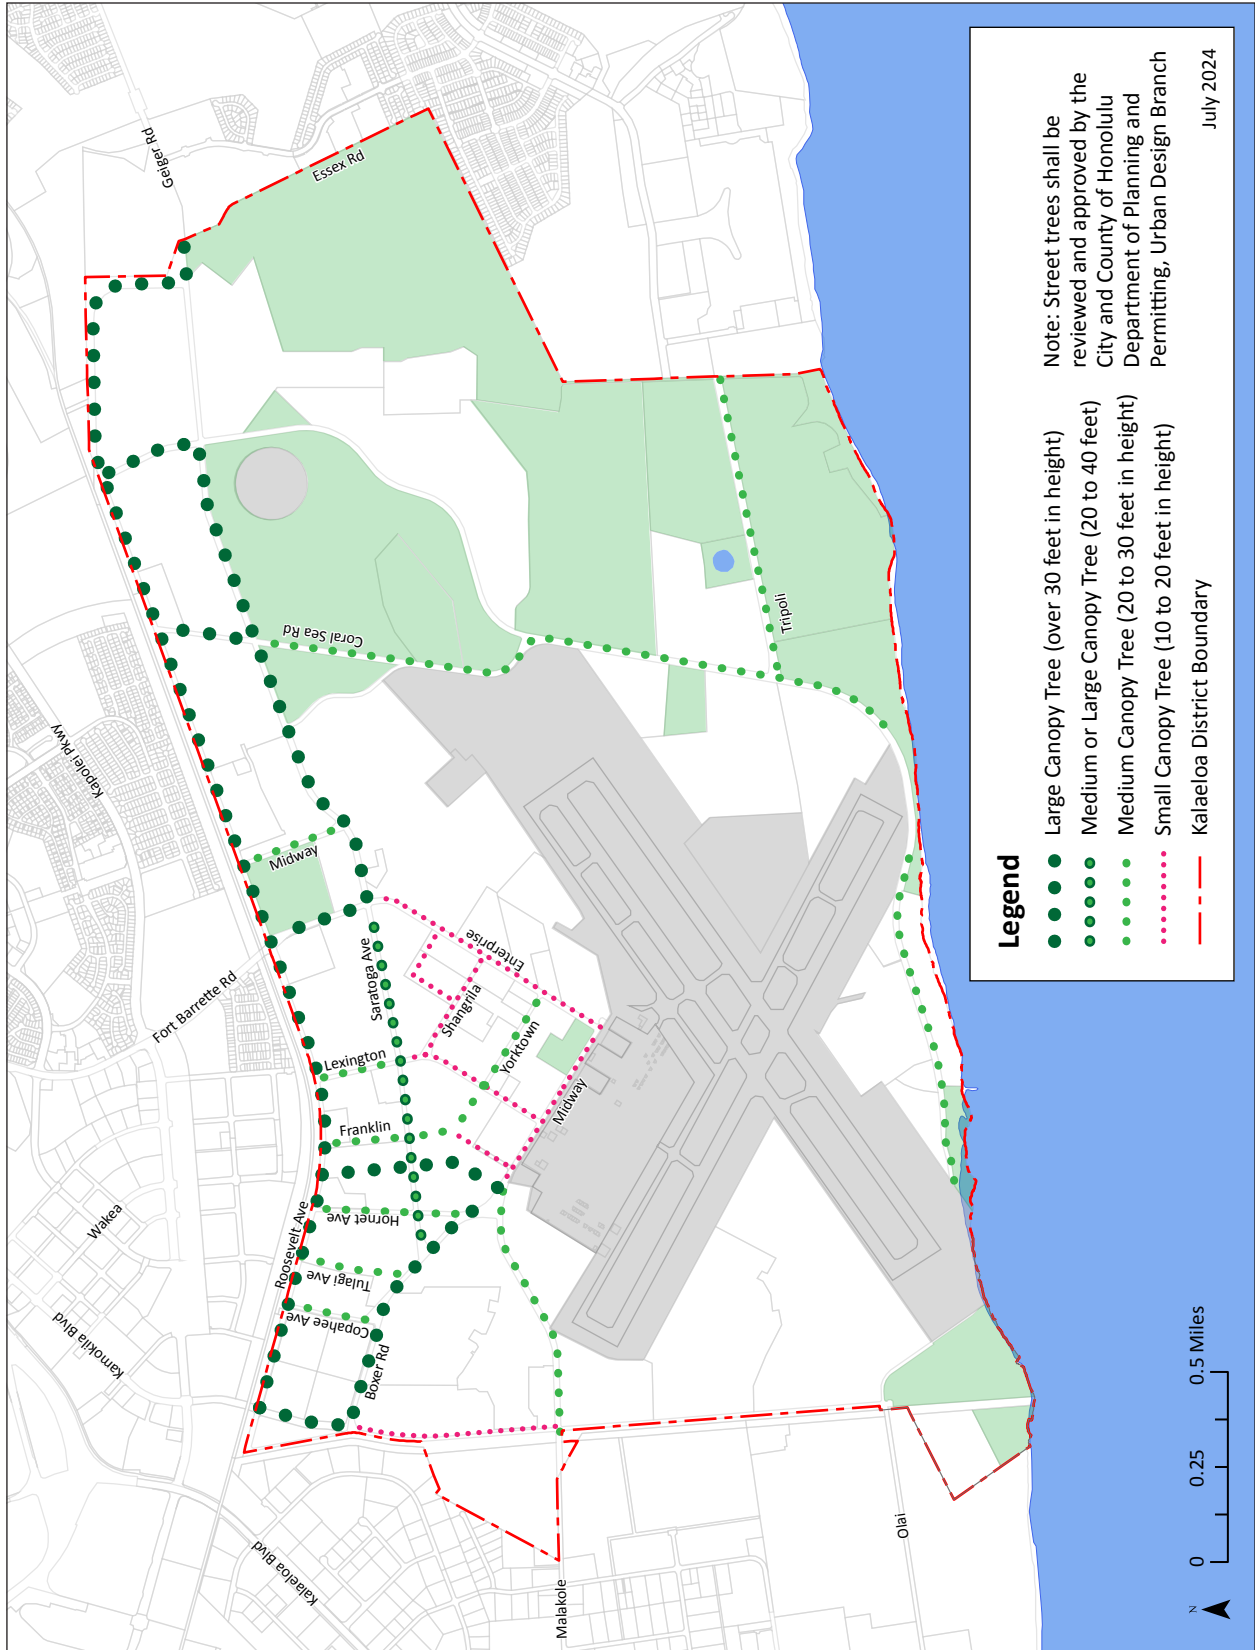 Geiger Rd
Essex Rd
Kapolei Pkwy
Coral Sea Rd
Tripoli
Midway
Fort Barrette Rd
Saratoga Ave
Enterprise
Shangrila
Lexington
Yorktown
Midway
Franklin
Wakea
Roosevelt Ave
Hornet Ave
Tulagi Ave
Copahee Ave
Kamokila Blvd
Boxer Rd
Kalaeloa Blvd
Malakole
Olai
Legend
Large Canopy Tree (over 30 feet in height)
Medium or Large Canopy Tree (20 to 40 feet)
Medium Canopy Tree (20 to 30 feet in height)
Small Canopy Tree (10 to 20 feet in height)
Kalaeloa District Boundary
Note: Street trees shall be
reviewed and approved by the
City and County of Honolulu
Department of Planning and
Permitting, Urban Design Branch
July 2024
N
0 0.25 0.5 Miles